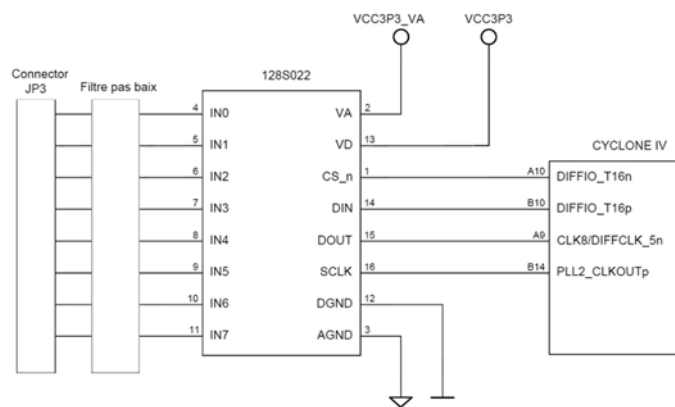 VCC3P3_VA VCC3P3
Connector
JP3
Filtre pas baix
128S022
4 IN0 VA 2
5 IN1 VD 13
CYCLONE IV
6 IN2 CS_n 1 A10 DIFFIO_T16n
7 IN3 DIN 14 B10 DIFFIO_T16p
8 IN4 DOUT 15 A9 CLK8/DIFFCLK_5n
9 IN5 SCLK 16 B14 PLL2_CLKOUTp
10 IN6 DGND 12
11 IN7 AGND 3